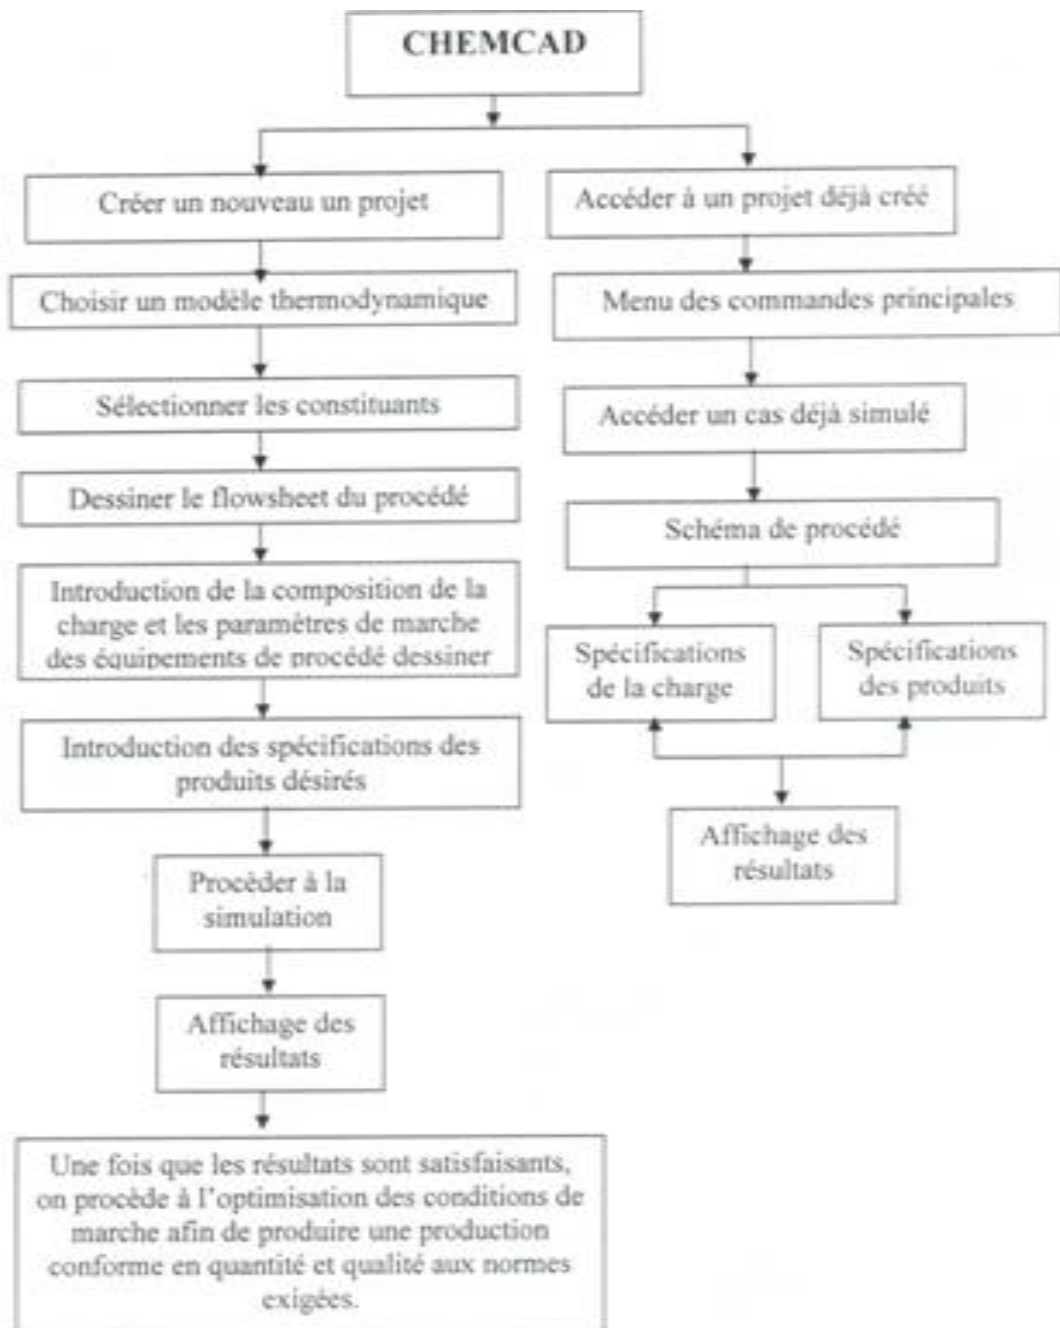 CHEMCAD
Créer un nouveau un projet
Choisir un modèle thermodynamique
Sélectionner les constituants
Dessiner le flowsheet du procédé
Introduction de la composition de la
charge et les paramètres de marche
des équipements de procédé dessiner
Introduction des spécifications des
produits désirés
Procèder à la
simulation
Affichage des
résultats
Une fois que les résultats sont satisfaisants,
on procède à l'optimisation des conditions de
marche afin de produire une production
conforme en quantité et qualité aux normes
exigées.
Accéder à un projet déjà créé
Menu des commandes principales
Accéder un cas déjà simulé
Schéma de procédé
Spécifications
de la charge
Spécifications
des produits
Affichage des
résultats